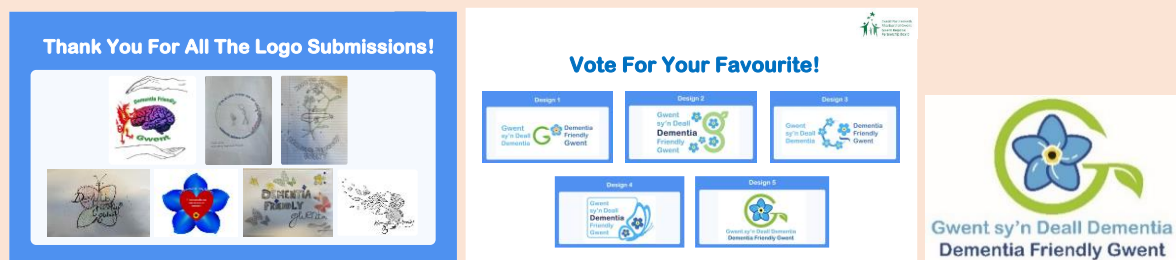 Thank You For All The Logo Submissions!
Dementia Friendly
Gwent
DEMENTIA
FRIENDLY
Vote For Your Favourite!
Design 1
Gwent
sy'n Deall
Dementia
Dementia
Friendly
Gwent
Design 2
Gwent
sy'n Deall
Dementia
Friendly
Gwent
Design 3
Gwent
sy'n Deall
Dementia
Dementia
Friendly
Gwent
Design 4
Gwent
sy'n Deall
Dementia
Friendly
Gwent
Design 5
Gwent sy'n Deall Dementia
Dementia Friendly Gwent
Gwent sy'n Deall Dementia
Dementia Friendly Gwent